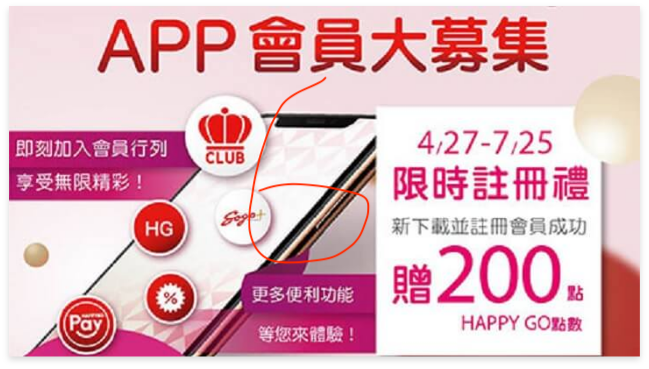 APP 會員大募集
即刻加入會員行列
享受無限精彩！
CLUB
Sogo+
HG
%
HAPPYGO
Pay
更多便利功能
等您來體驗！
4/27-7/25
限時註冊禮
新下載並註冊會員成功
贈200點
HAPPY GO點數